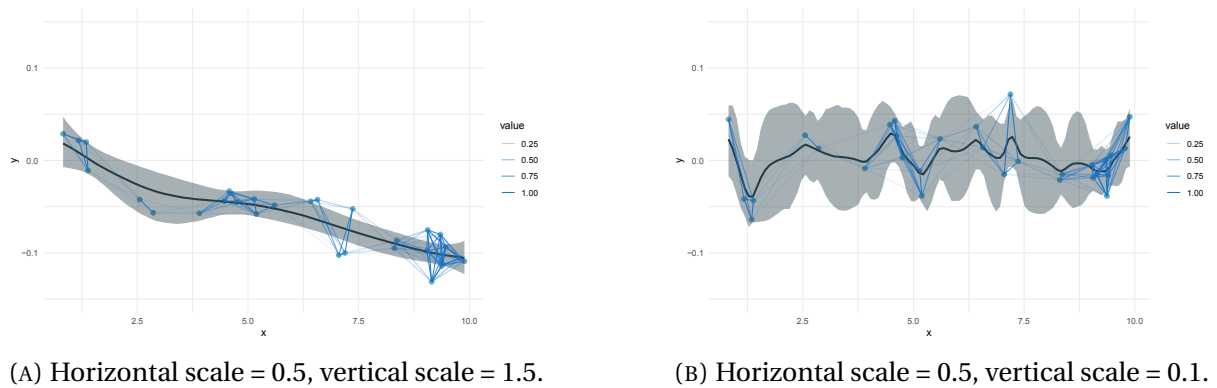 0.1
0.0
−0.1
y
2.5
5.0
7.5
10.0
x
value
0.25
0.50
0.75
1.00
(A) Horizontal scale = 0.5, vertical scale = 1.5.
0.1
0.0
−0.1
y
2.5
5.0
7.5
10.0
x
value
0.25
0.50
0.75
1.00
(B) Horizontal scale = 0.5, vertical scale = 0.1.